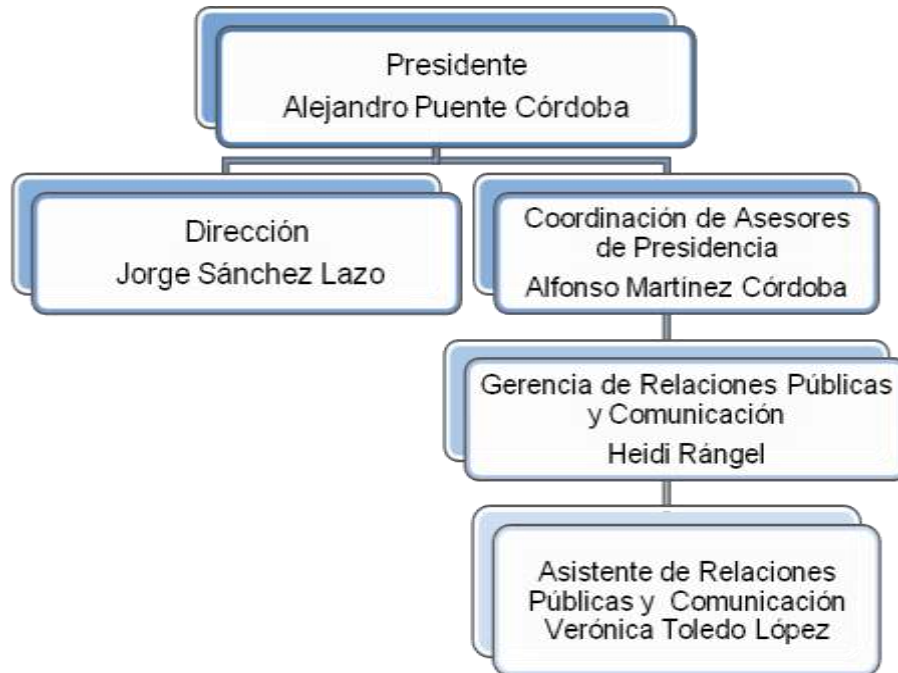 Presidente
Alejandro Puente Córdoba
Dirección
Jorge Sánchez Lazo
Coordinación de Asesores
de Presidencia
Alfonso Martínez Córdoba
Gerencia de Relaciones Públicas
y Comunicación
Heidi Rángel
Asistente de Relaciones
Públicas y Comunicación
Verónica Toledo López